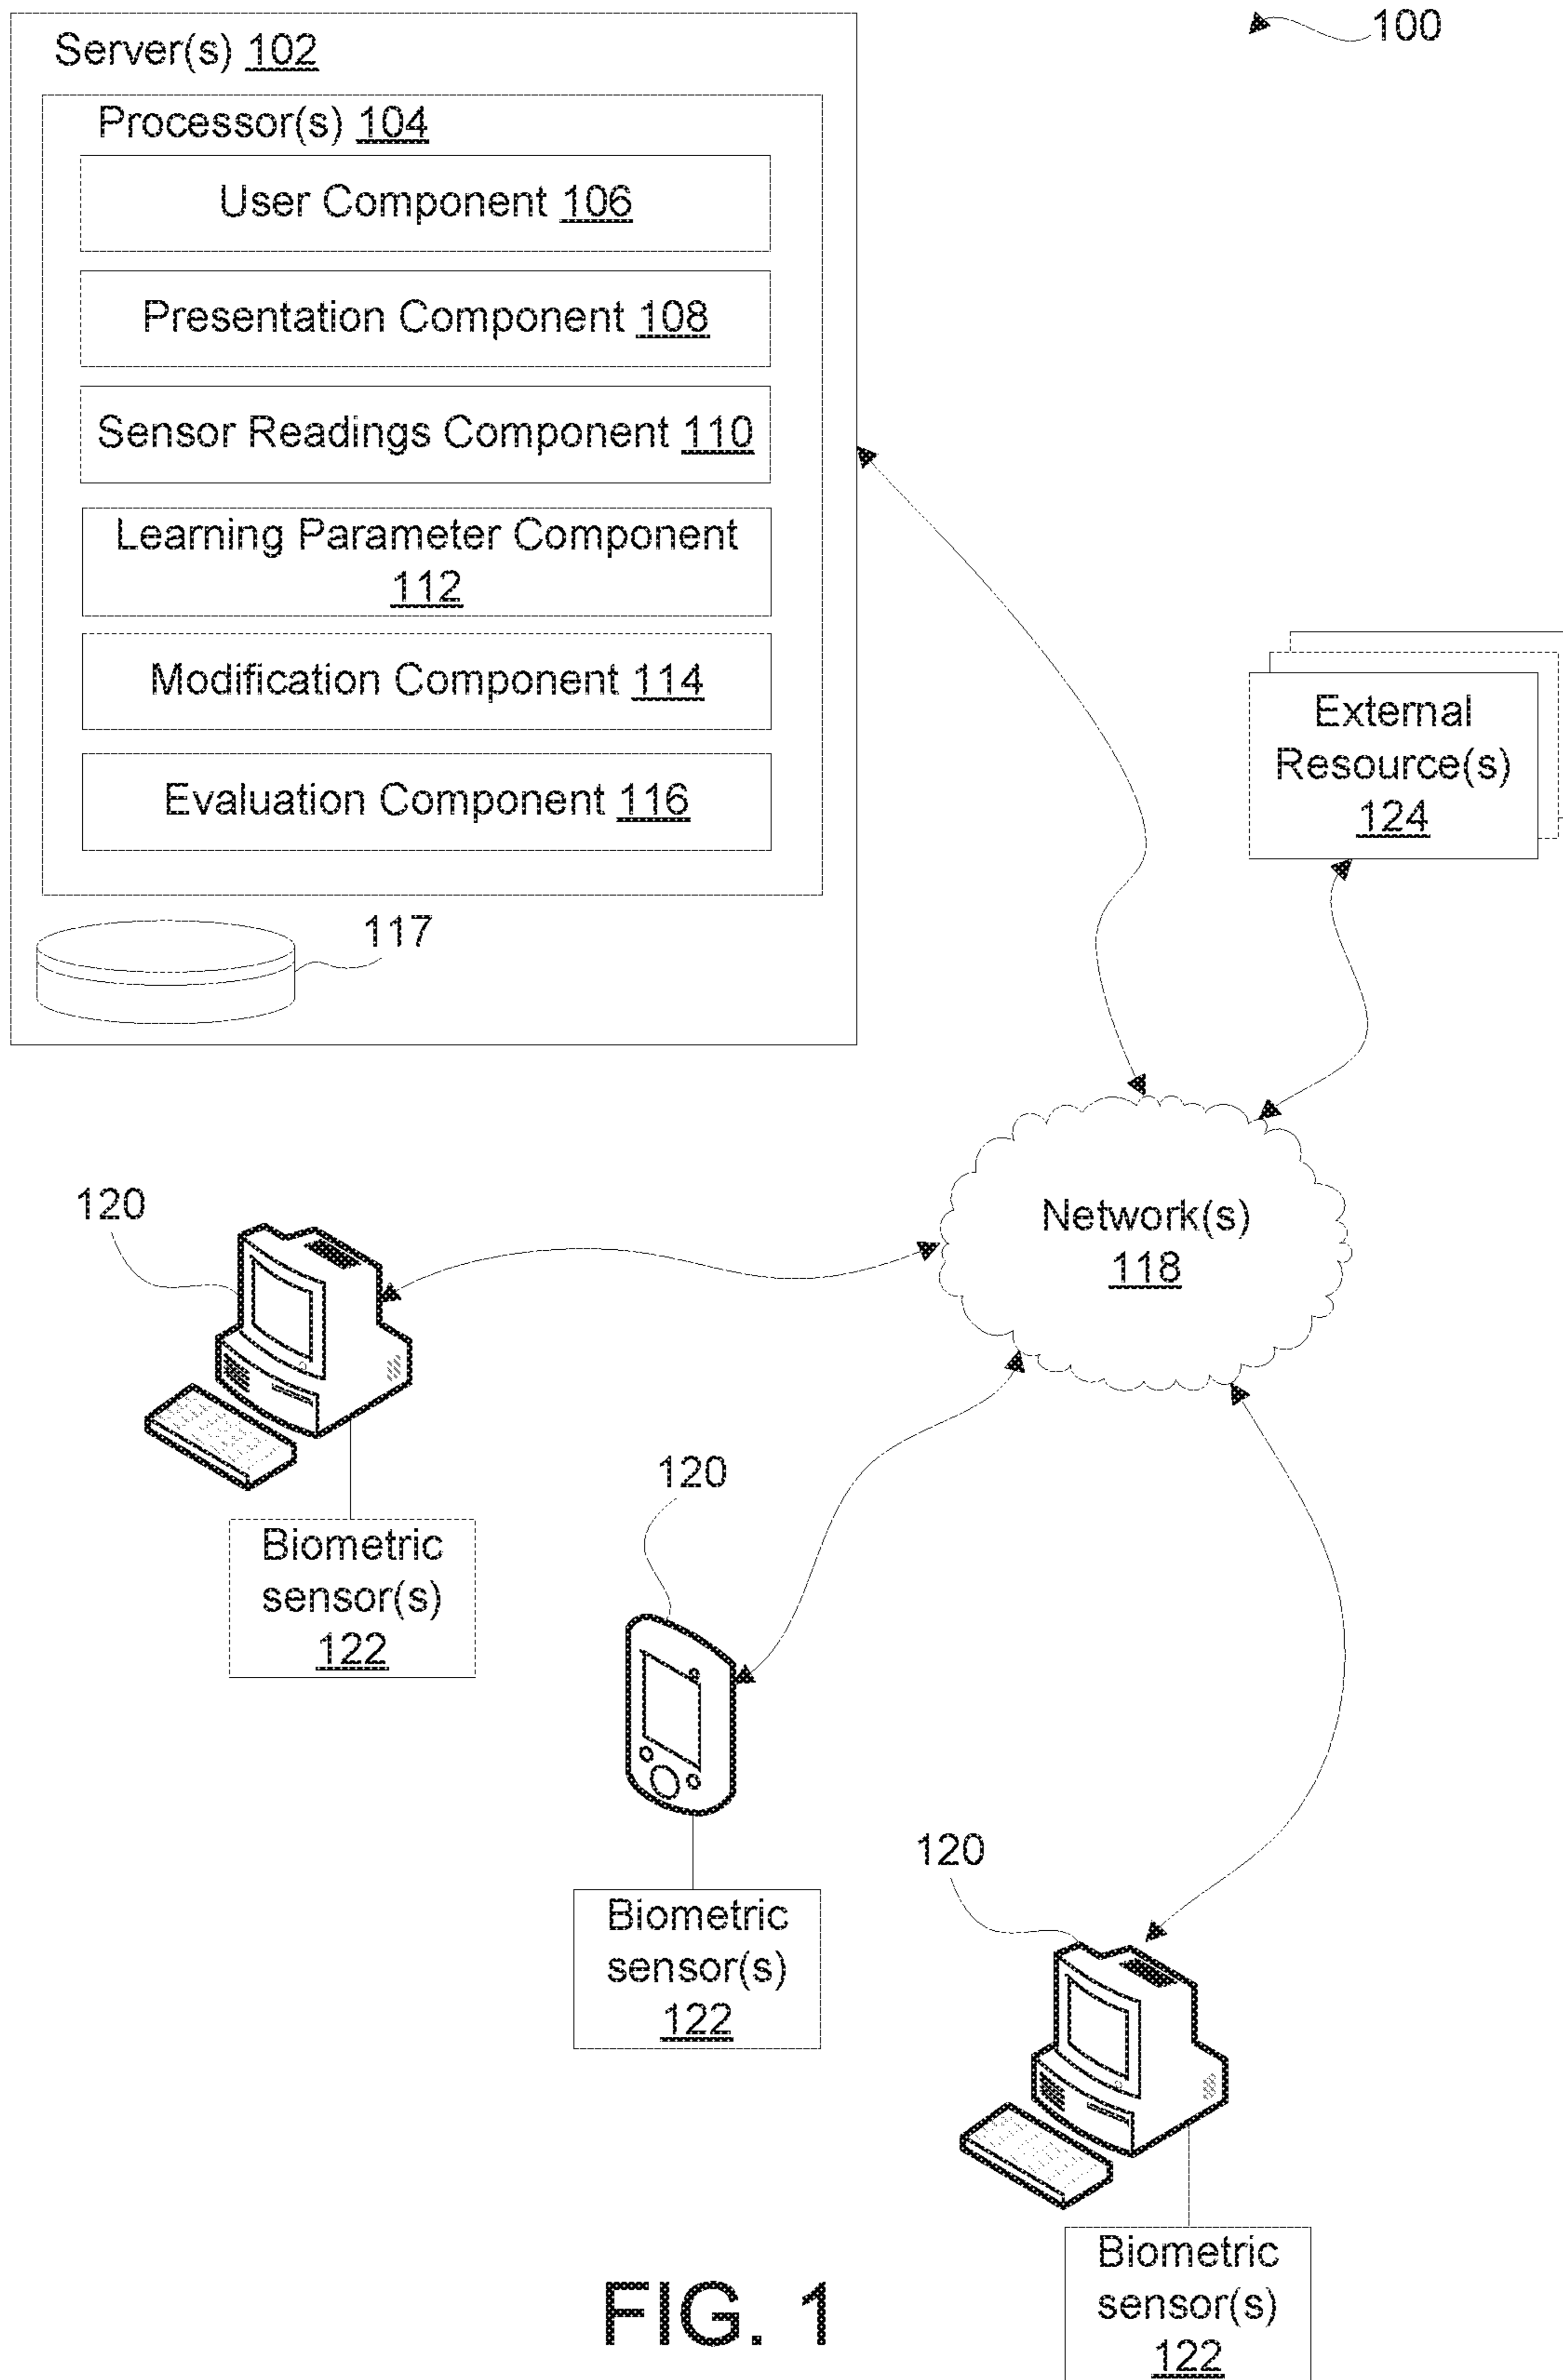 100
Server(s) 102
Processor(s) 104
User Component 106
Presentation Component 108
Sensor Readings Component 110
Learning Parameter Component
112
Modification Component 114
Evaluation Component 116
117
External
Resource(s)
124
Network(s)
118
120
Biometric
sensor(s)
122
120
Biometric
sensor(s)
122
120
Biometric
sensor(s)
122
FIG. 1